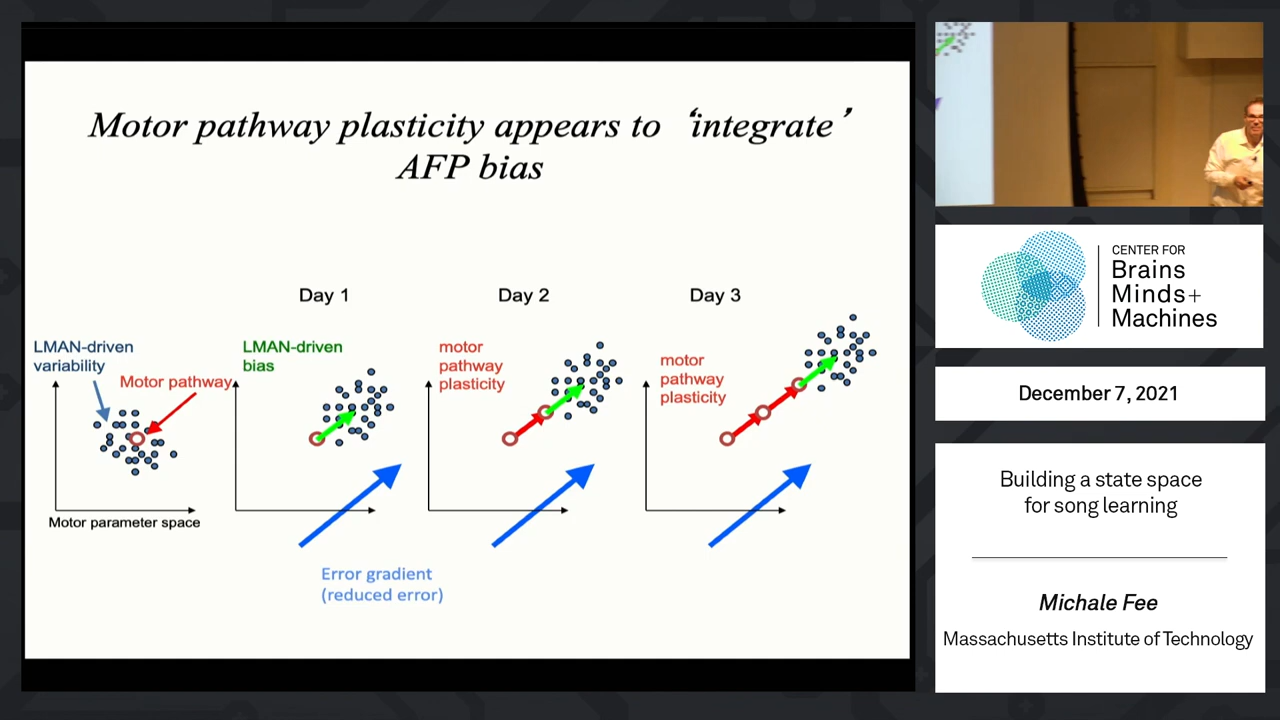 Motor pathway plasticity appears to ‘integrate’
AFP bias
Day 1
Day 2
Day 3
LMAN-driven
variability
Motor pathway
LMAN-driven
bias
motor
pathway
plasticity
motor
pathway
plasticity
Motor parameter space
Error gradient
(reduced error)
CENTER FOR
Brains
Minds+
Machines
December 7, 2021
Building a state space
for song learning
Michale Fee
Massachusetts Institute of Technology